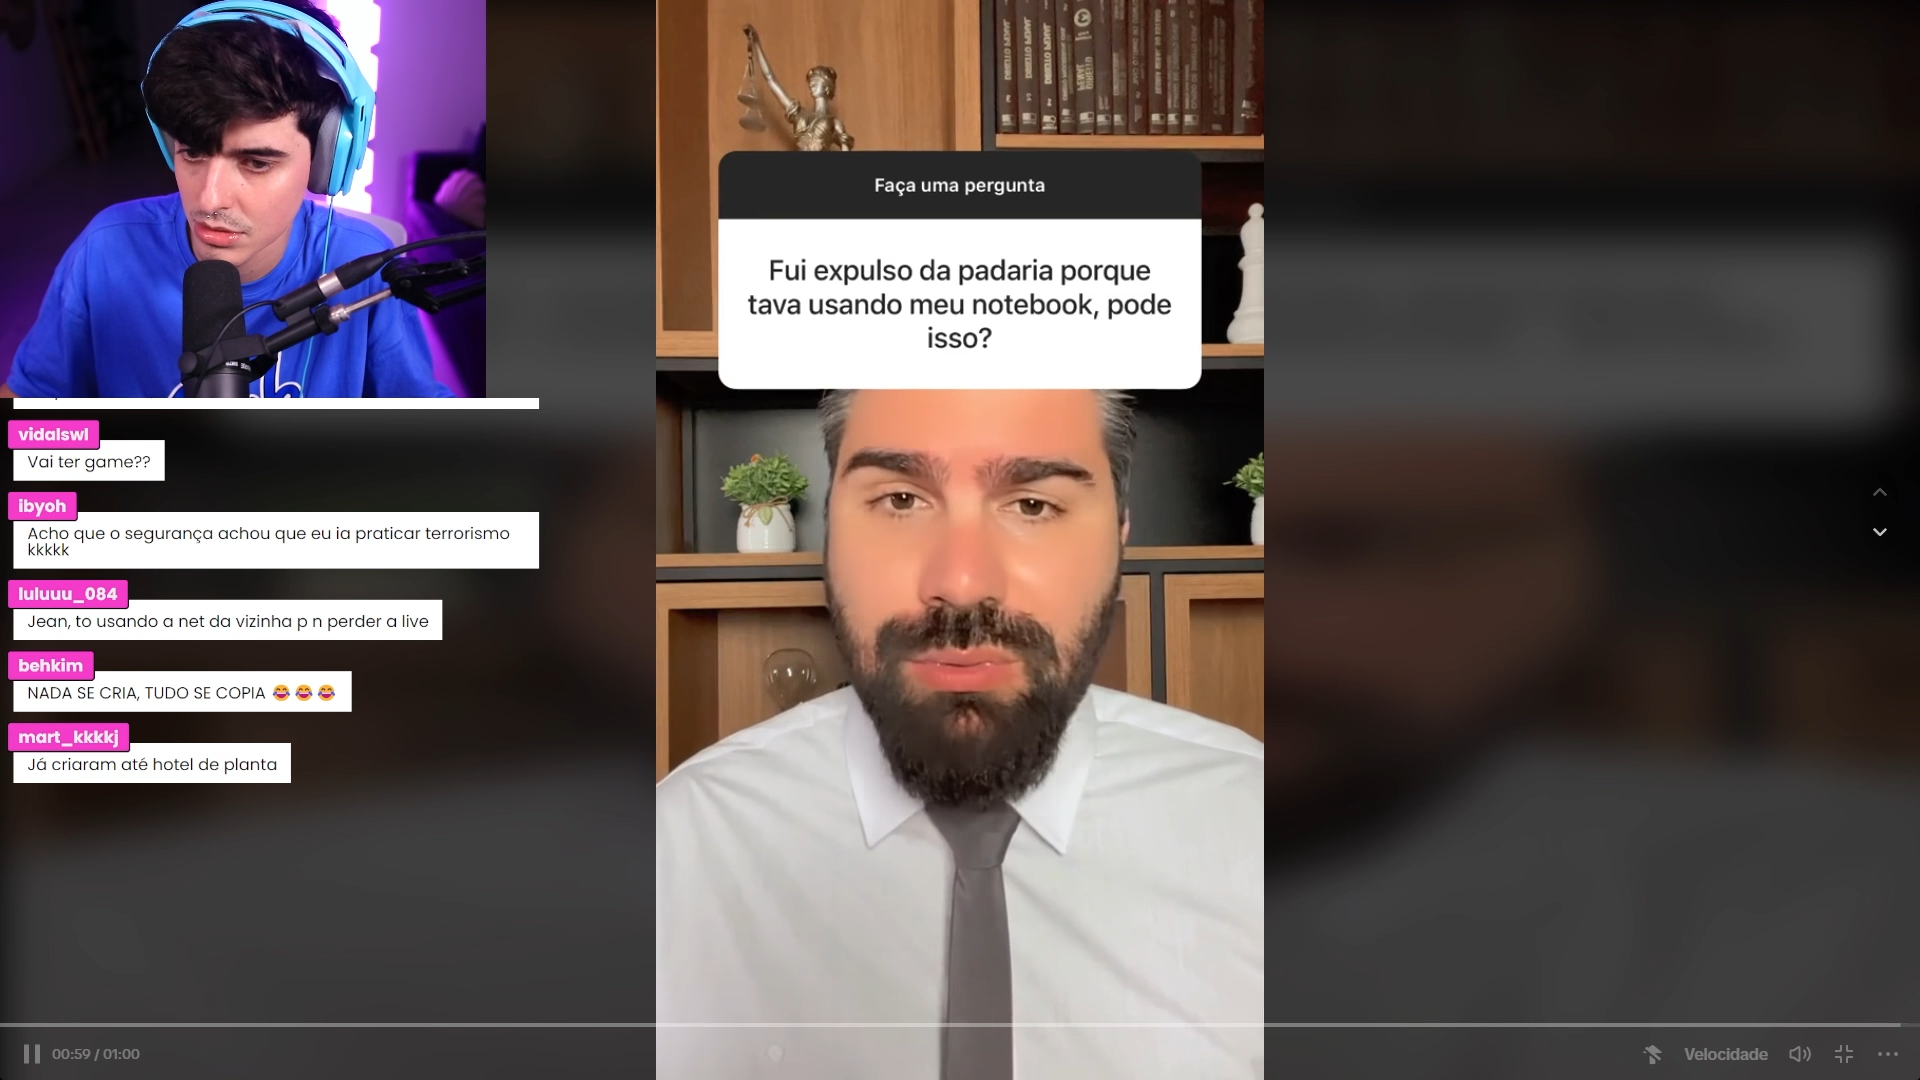 Faça uma pergunta
Fui expulso da padaria porque
tava usando meu notebook, pode
isso?
vidalswl
Vai ter game??
ibyoh
Acho que o segurança achou que eu ia praticar terrorismo
kkkkk
luluuu_084
Jean, to usando a net da vizinha p n perder a live
behkim
NADA SE CRIA, TUDO SE COPIA 😂😂😂
mart_kkkkj
Já criaram até hotel de planta
00:59 / 01:00
Velocidade